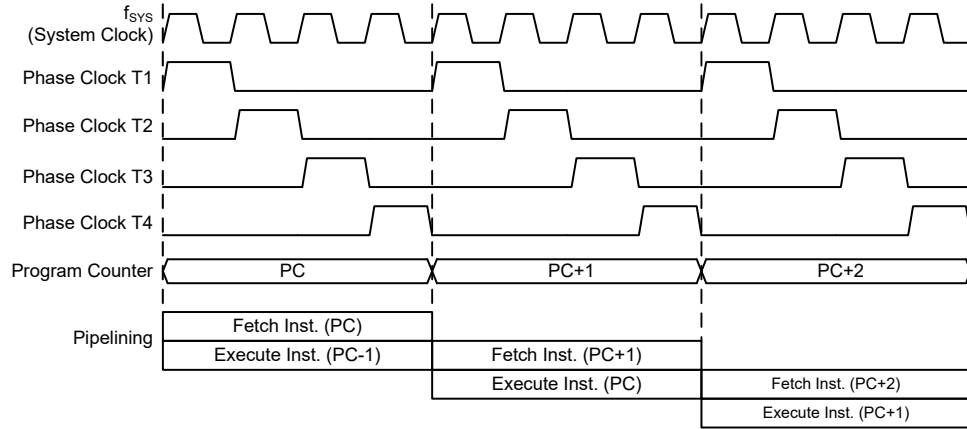 fSYS
(System Clock)
Phase Clock T1
Phase Clock T2
Phase Clock T3
Phase Clock T4
Program Counter PC PC+1 PC+2
Pipelining
Fetch Inst. (PC)
Execute Inst. (PC-1) Fetch Inst. (PC+1)
Execute Inst. (PC) Fetch Inst. (PC+2)
Execute Inst. (PC+1)